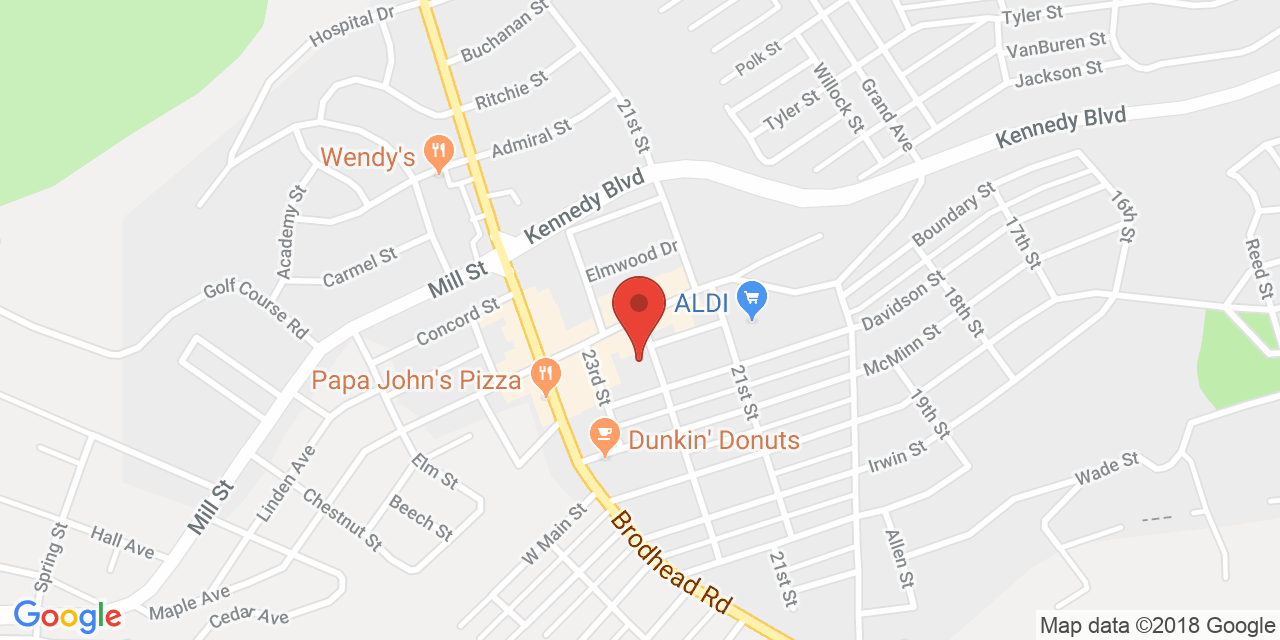 Hospital Dr
Buchanan St
Tyler St
VanBuren St
Polk St
Jackson St
Ritchie St
Willock St
Grand Ave
Tyler St
21st St
Admiral St
Kennedy Blvd
Wendy's
Kennedy Blvd
Academy St
Boundary St
16th St
17th St
Elmwood Dr
Carmel St
Reed St
Mill St
Golf Course Rd
ALDI
Davidson St
18th St
Concord St
McMinn St
Papa John's Pizza
23rd St
21st St
19th St
Dunkin' Donuts
Irwin St
Elm St
Wade St
Linden Ave
Mill St
Chestnut St
Beech St
W Main St
Brodhead Rd
Hall Ave
Spring St
Allen St
21st St
Maple Ave
Cedar Ave
Google
Map data ©2018 Google